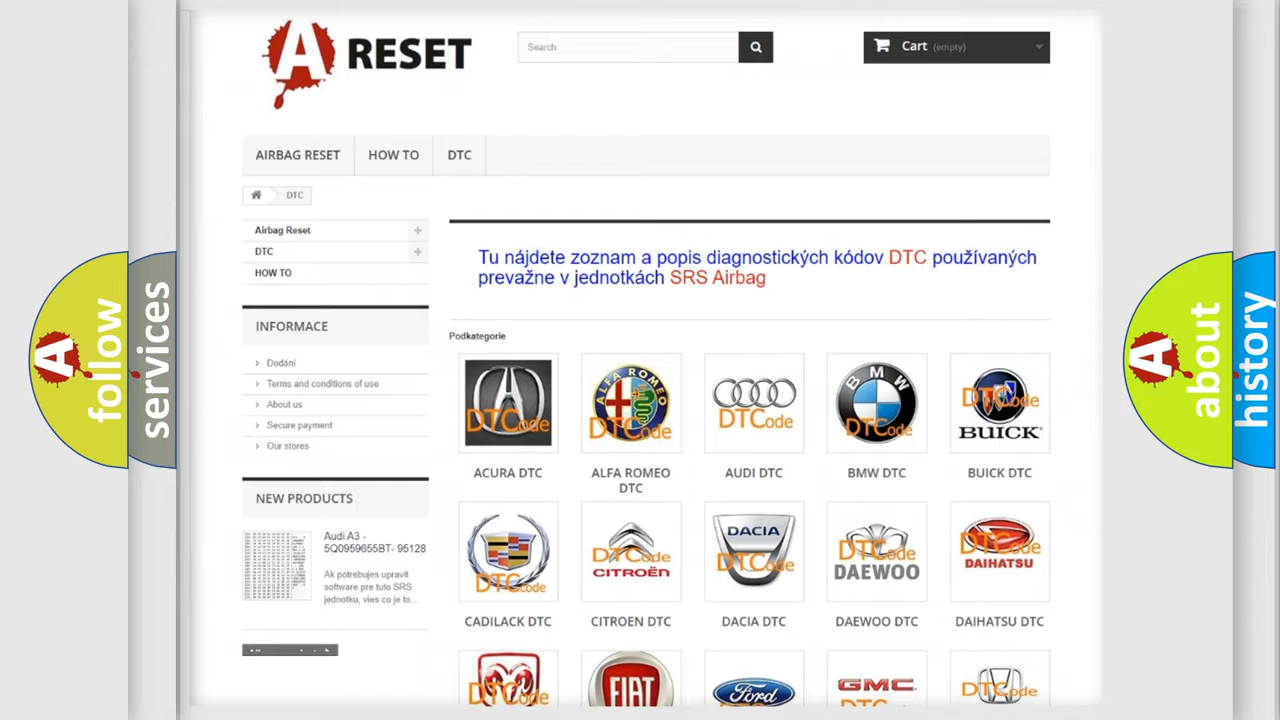 A RESET
Search
Cart (empty)
AIRBAG RESET
HOW TO
DTC
DTC
Airbag Reset
DTC
HOW TO
INFORMACE
Dodání
Terms and conditions of use
About us
Secure payment
Our stores
NEW PRODUCTS
Audi A3 -
5Q0959655BT- 95128
Ak potrebujes upravit
software pre tuto SRS
jednotku, vies co je to...
Tu nájdete zoznam a popis diagnostických kódov DTC používaných
prevažne v jednotkách SRS Airbag
Podkategorie
DTCode
ALFA ROMEO
DTCode
DTCode
BMW
DTCode
DTCode
BUICK
ACURA DTC
ALFA ROMEO
DTC
AUDI DTC
BMW DTC
BUICK DTC
DTCode
DTCode
CITROËN
DACIA
DTCode
DTCode
DAEWOO
DTCode
DAIHATSU
CADILACK DTC
CITROEN DTC
DACIA DTC
DAEWOO DTC
DAIHATSU DTC
DTCode
FIAT
Ford
GMC
DTCode
A follow
services
A about
history